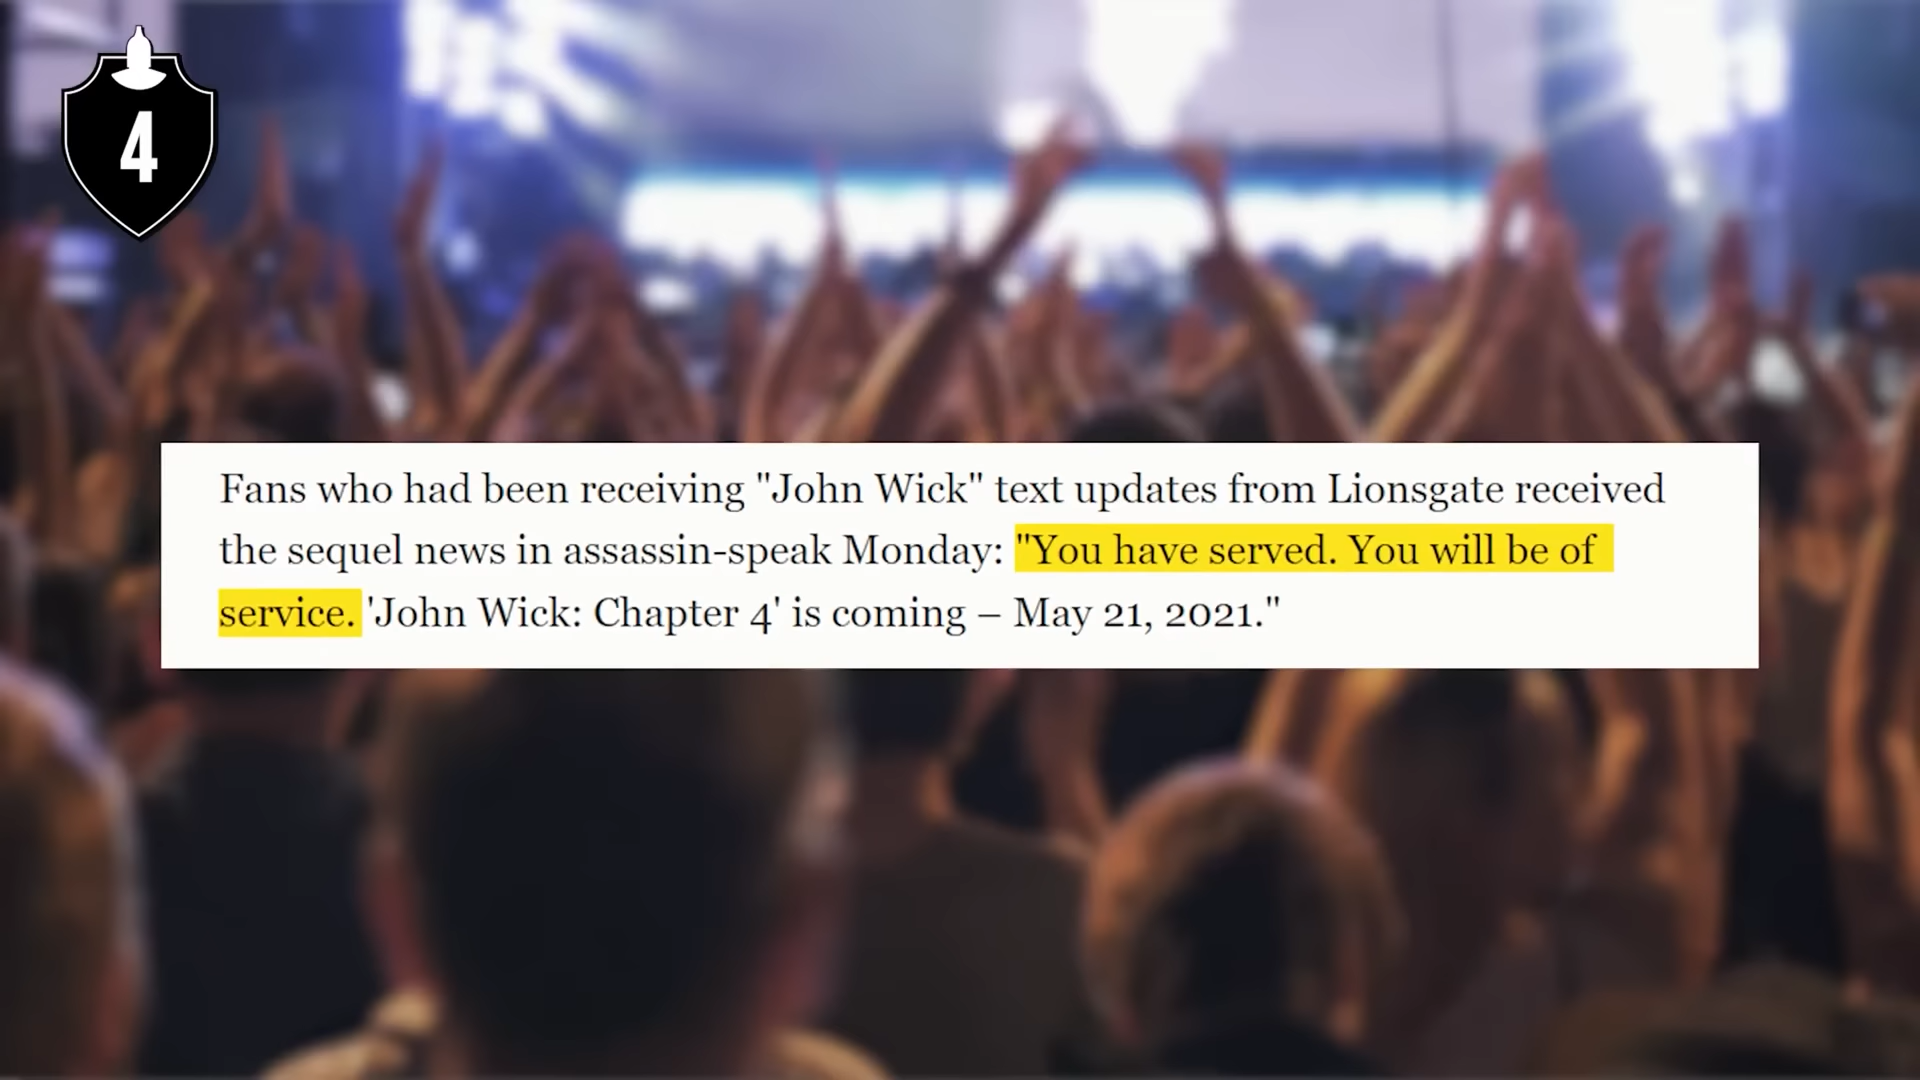 4
Fans who had been receiving "John Wick" text updates from Lionsgate received
the sequel news in assassin-speak Monday: "You have served. You will be of
service. 'John Wick: Chapter 4' is coming – May 21, 2021."